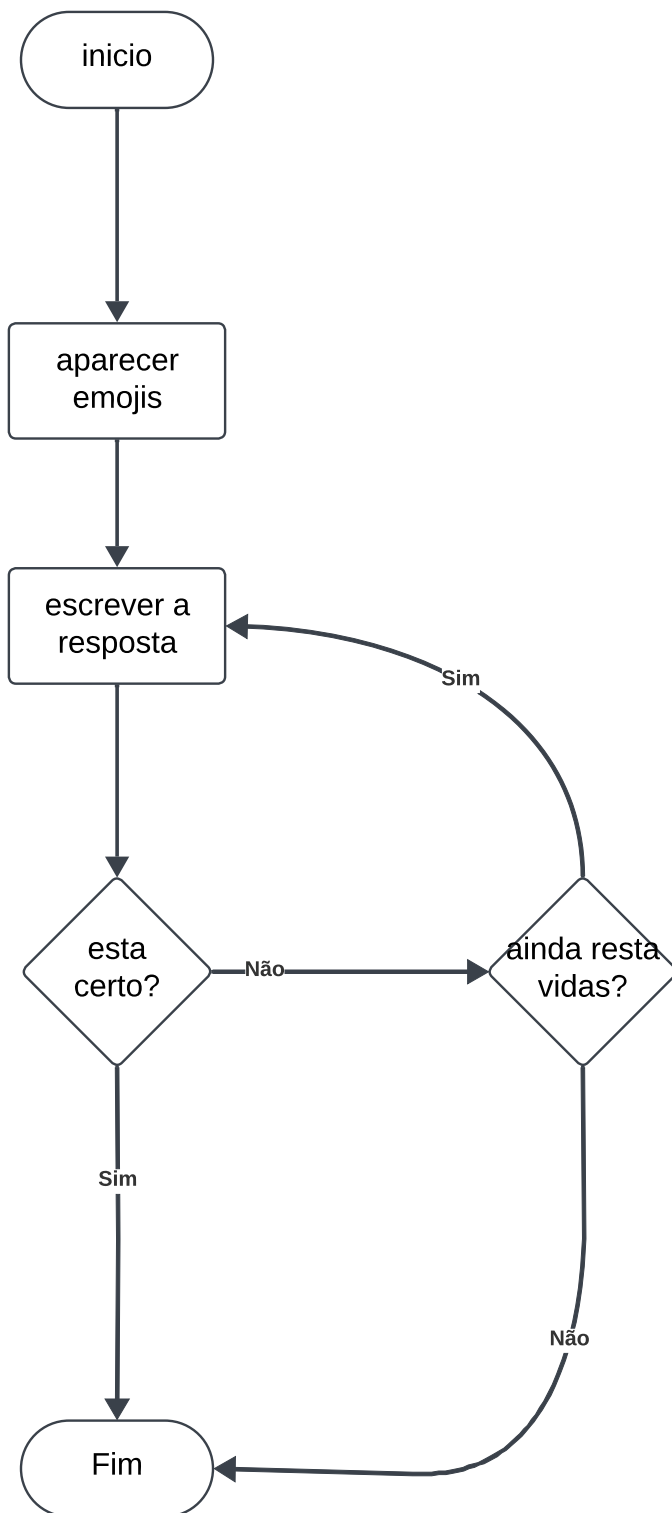 inicio
aparecer
emojis
escrever a
resposta
Sim
esta
certo?
Não
ainda resta
vidas?
Sim
Não
Fim